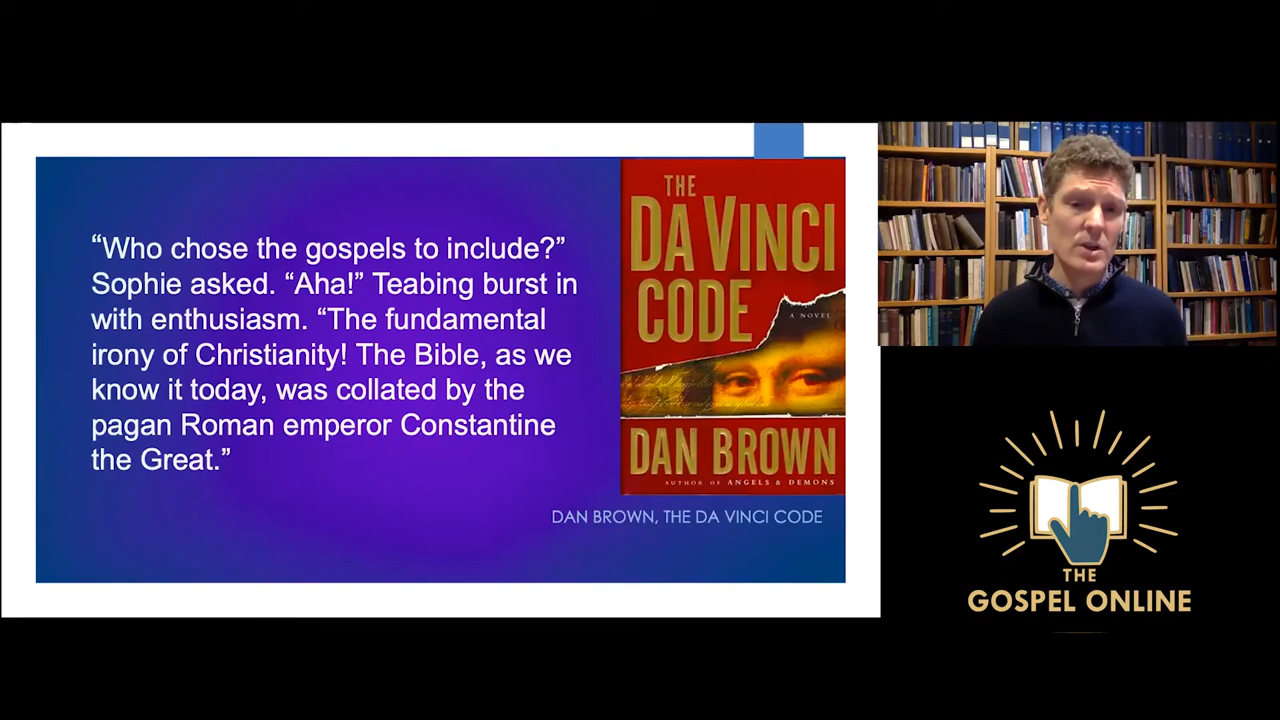 “Who chose the gospels to include?”
Sophie asked. “Aha!” Teabing burst in
with enthusiasm. “The fundamental
irony of Christianity! The Bible, as we
know it today, was collated by the
pagan Roman emperor Constantine
the Great.”
THE
DA VINCI
CODE
A NOVEL
DAN BROWN
AUTHOR OF ANGELS & DEMONS
DAN BROWN, THE DA VINCI CODE
THE
GOSPEL ONLINE